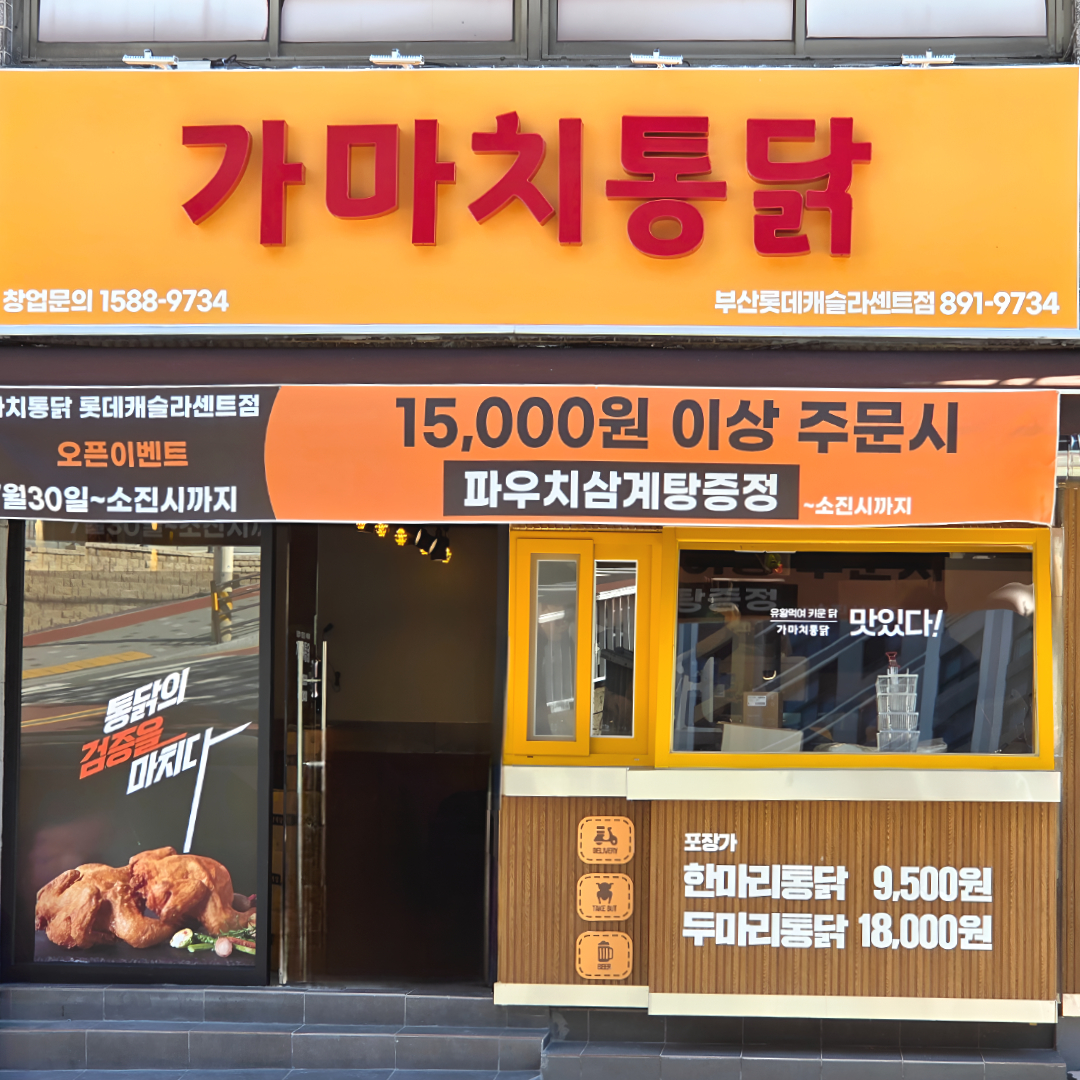 가마치통닭
창업문의 1588-9734
부산롯데캐슬라센트점 891-9734
치통닭 롯데캐슬라센트점
오픈이벤트
월30일~소진시까지
15,000원 이상 주문시
파우치삼계탕증정
~소진시까지
유황먹여 키운 닭
가마치통닭
맛있다!
통닭의
검증을
마치다
DELIVERY
TAKE OUT
BEER
포장가
한마리통닭 9,500원
두마리통닭 18,000원